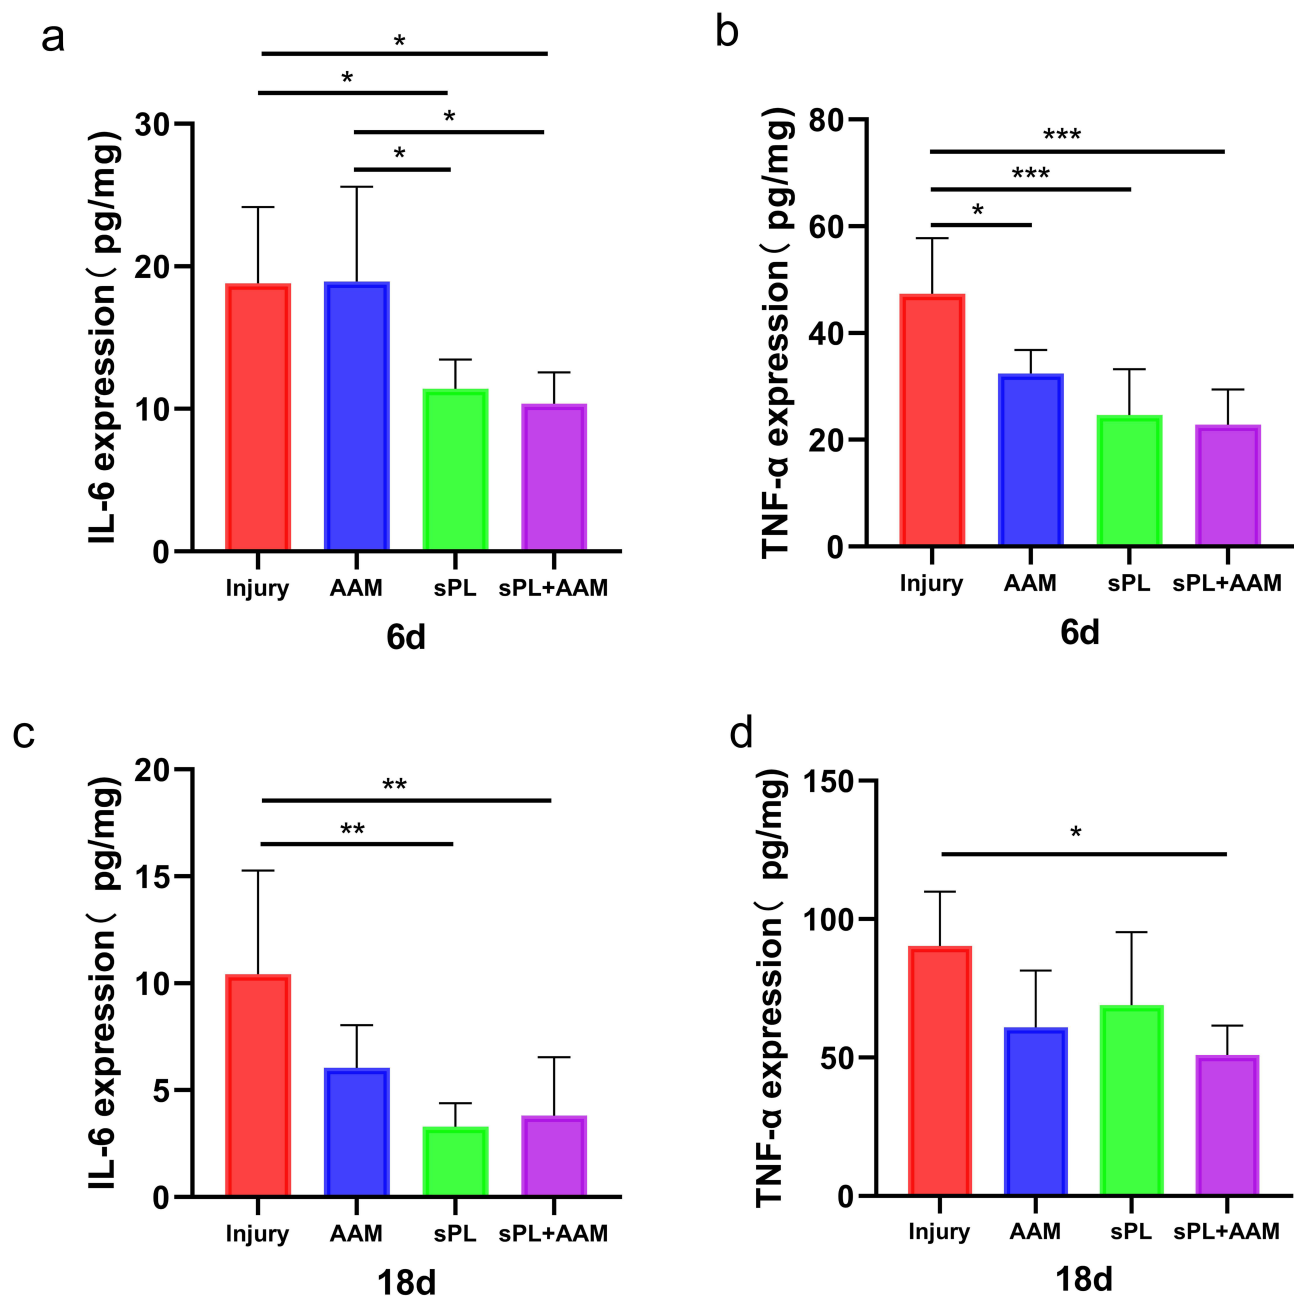 a
*
*
*
*
IL-6 expression（ pg/mg)
30
20
10
0
Injury AAM sPL sPL+AAM
6d
b
***
***
*
TNF-α expression（ pg/mg)
80
60
40
20
0
Injury AAM sPL sPL+AAM
6d
c
**
**
IL-6 expression（ pg/mg)
20
15
10
5
0
Injury AAM sPL sPL+AAM
18d
d
*
TNF-α expression（ pg/mg)
150
100
50
0
Injury AAM sPL sPL+AAM
18d